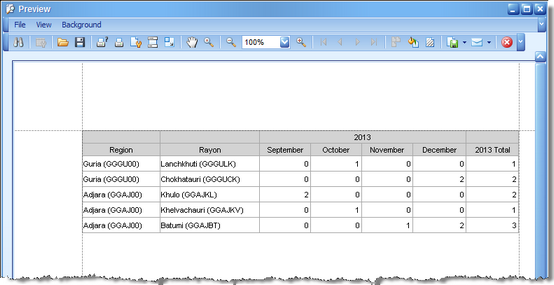 Preview
File View Background
100%
2013
Region Rayon September October November December 2013 Total
Guria (GGGU00) Lanchkhuti (GGGULK) 0 1 0 0 1
Guria (GGGU00) Chokhatauri (GGGUCK) 0 0 0 2 2
Adjara (GGAJ00) Khulo (GGAJKL) 2 0 0 0 2
Adjara (GGAJ00) Khelvachauri (GGAJKV) 0 1 0 0 1
Adjara (GGAJ00) Batumi (GGAJBT) 0 0 1 2 3